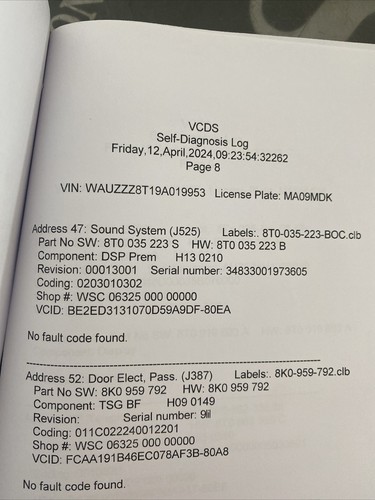 VCDS
Self-Diagnosis Log
Friday,12,April,2024,09:23:54:32262
Page 8
VIN: WAUZZZ8T19A019953 License Plate: MA09MDK
Address 47: Sound System (J525) Labels:. 8T0-035-223-BOC.clb
Part No SW: 8T0 035 223 S HW: 8T0 035 223 B
Component: DSP Prem H13 0210
Revision: 00013001 Serial number: 34833001973605
Coding: 0203010302
Shop #: WSC 06325 000 00000
VCID: BE2ED3131070D59A9DF-80EA
No fault code found.
Address 52: Door Elect, Pass. (J387) Labels:. 8K0-959-792.clb
Part No SW: 8K0 959 792 HW: 8K0 959 792
Component: TSG BF H09 0149
Revision: Serial number:
Coding: 011C022240012201
Shop #: WSC 06325 000 00000
VCID: FCAA191B46EC078AF3B-80A8
No fault code found.